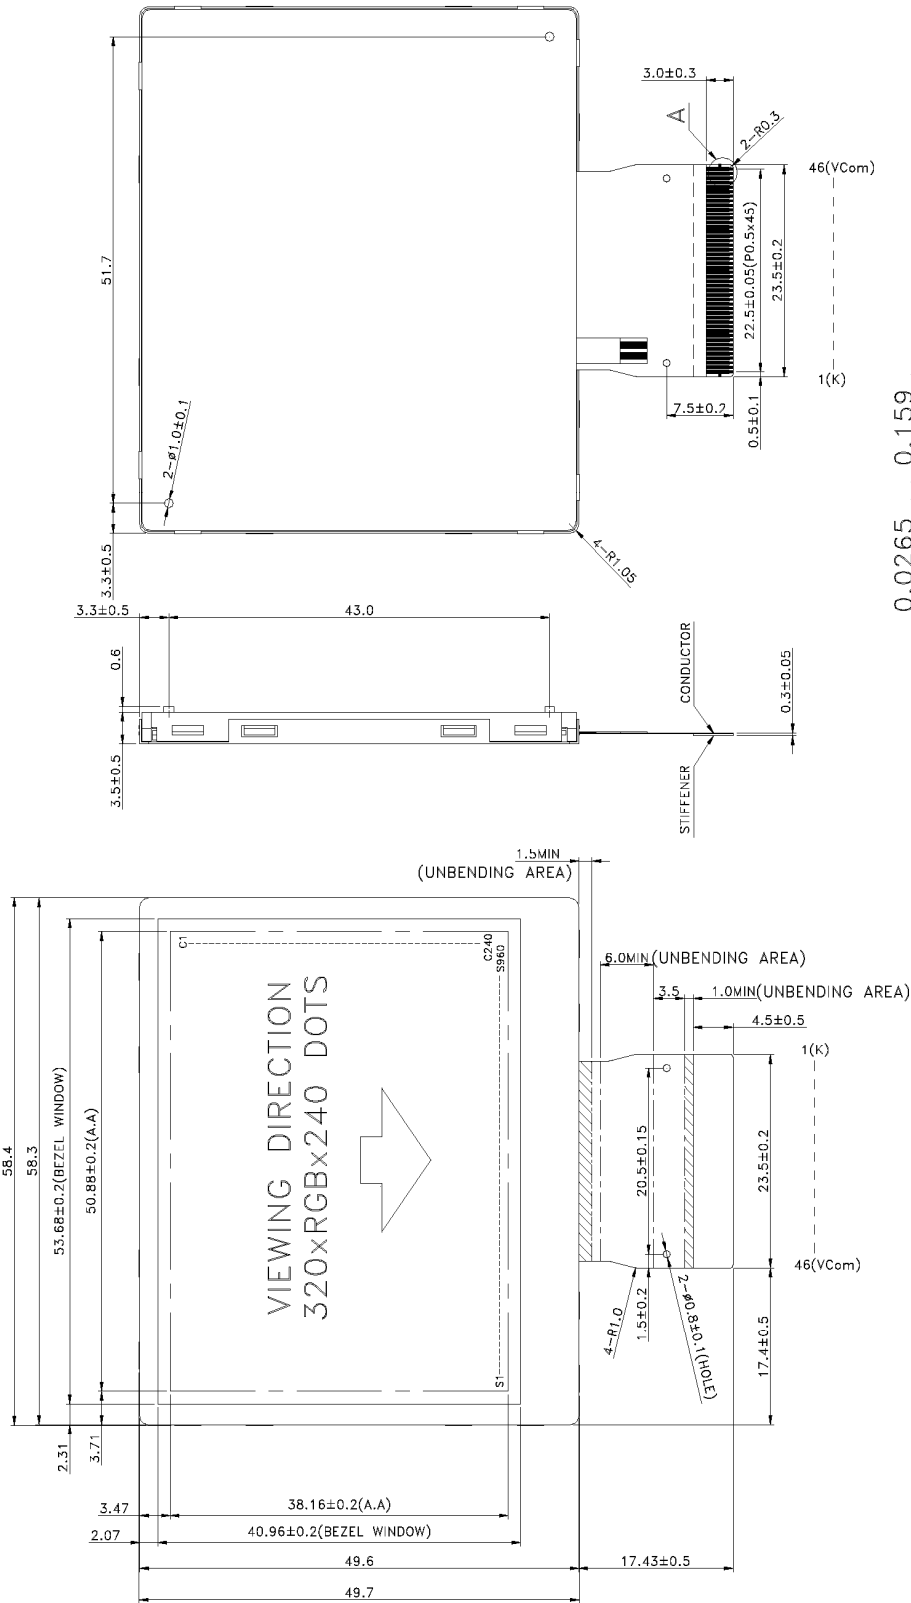 3.0±0.3
A
2-R0.3
46(VCom)
51.7
22.5±0.05(P0.5x45)
23.5±0.2
1(K)
2-ø1.0±0.1
7.5±0.2
0.5±0.1
0.159
0.0265
3.3±0.5
4-R1.05
3.3±0.5
43.0
0.6
CONDUCTOR
0.3±0.05
3.5±0.5
STIFFENER
1.5MIN
(UNBENDING AREA)
C1
C240
S960
6.0MIN(UNBENDING AREA)
3.5
1.0MIN(UNBENDING AREA)
4.5±0.5
1(K)
VIEWING DIRECTION
320xRGBx240 DOTS
58.4
58.3
53.68±0.2(BEZEL WINDOW)
50.88±0.2(A.A)
20.5±0.15
23.5±0.2
46(VCom)
S1
4-R1.0
1.5±0.2
2-ø0.8±0.1(HOLE)
17.4±0.5
2.31
3.71
3.47
38.16±0.2(A.A)
2.07
40.96±0.2(BEZEL WINDOW)
49.6
17.43±0.5
49.7